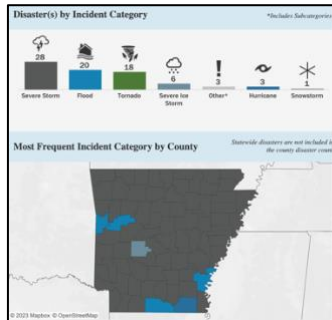 Disaster(s) by Incident Category
*Includes Subcategories
28
20
18
6
3
3
1
Severe Storm
Flood
Tornado
Severe Ice
Storm
Other*
Hurricane
Snowstorm
Most Frequent Incident Category by County
Statewide disasters are not included in
the county disaster count
© 2023 Mapbox © OpenStreetMap